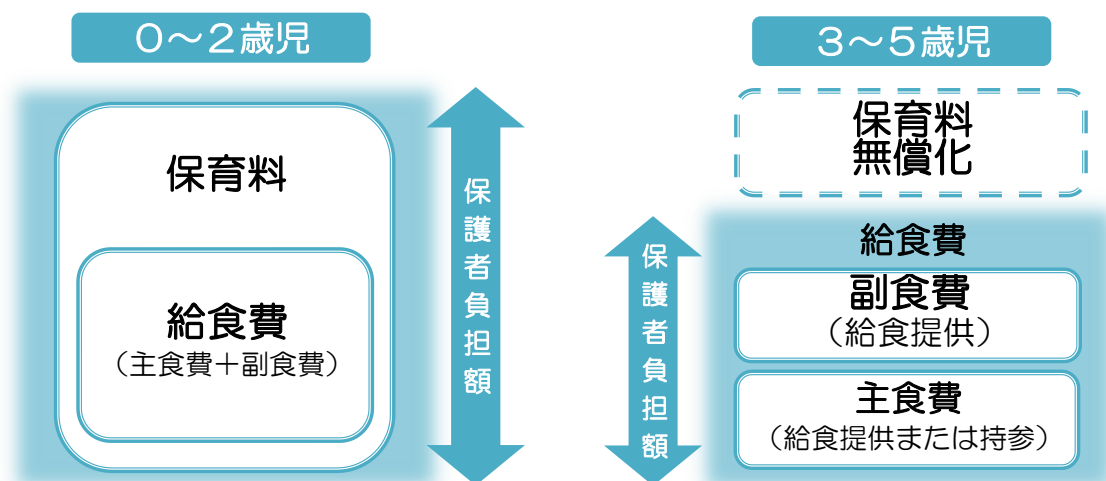 ０～２歳児
保育料
給食費
（主食費＋副食費）
保護者負担額
３～５歳児
保育料
無償化
保護者負担額
給食費
副食費
（給食提供）
主食費
（給食提供または持参）